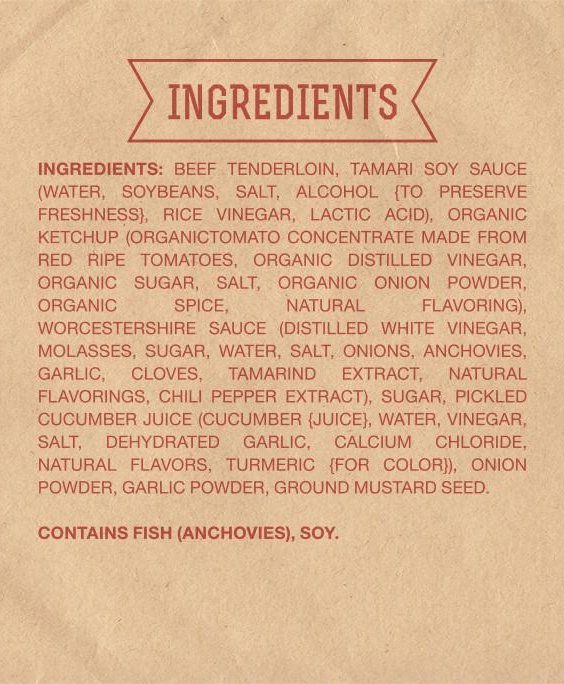 INGREDIENTS
INGREDIENTS: BEEF TENDERLOIN, TAMARI SOY SAUCE
(WATER, SOYBEANS, SALT, ALCOHOL {TO PRESERVE
FRESHNESS}, RICE VINEGAR, LACTIC ACID), ORGANIC
KETCHUP (ORGANICTOMATO CONCENTRATE MADE FROM
RED RIPE TOMATOES, ORGANIC DISTILLED VINEGAR,
ORGANIC SUGAR, SALT, ORGANIC ONION POWDER,
ORGANIC SPICE, NATURAL FLAVORING),
WORCESTERSHIRE SAUCE (DISTILLED WHITE VINEGAR,
MOLASSES, SUGAR, WATER, SALT, ONIONS, ANCHOVIES,
GARLIC, CLOVES, TAMARIND EXTRACT, NATURAL
FLAVORINGS, CHILI PEPPER EXTRACT), SUGAR, PICKLED
CUCUMBER JUICE (CUCUMBER {JUICE}, WATER, VINEGAR,
SALT, DEHYDRATED GARLIC, CALCIUM CHLORIDE,
NATURAL FLAVORS, TURMERIC {FOR COLOR}), ONION
POWDER, GARLIC POWDER, GROUND MUSTARD SEED.
CONTAINS FISH (ANCHOVIES), SOY.